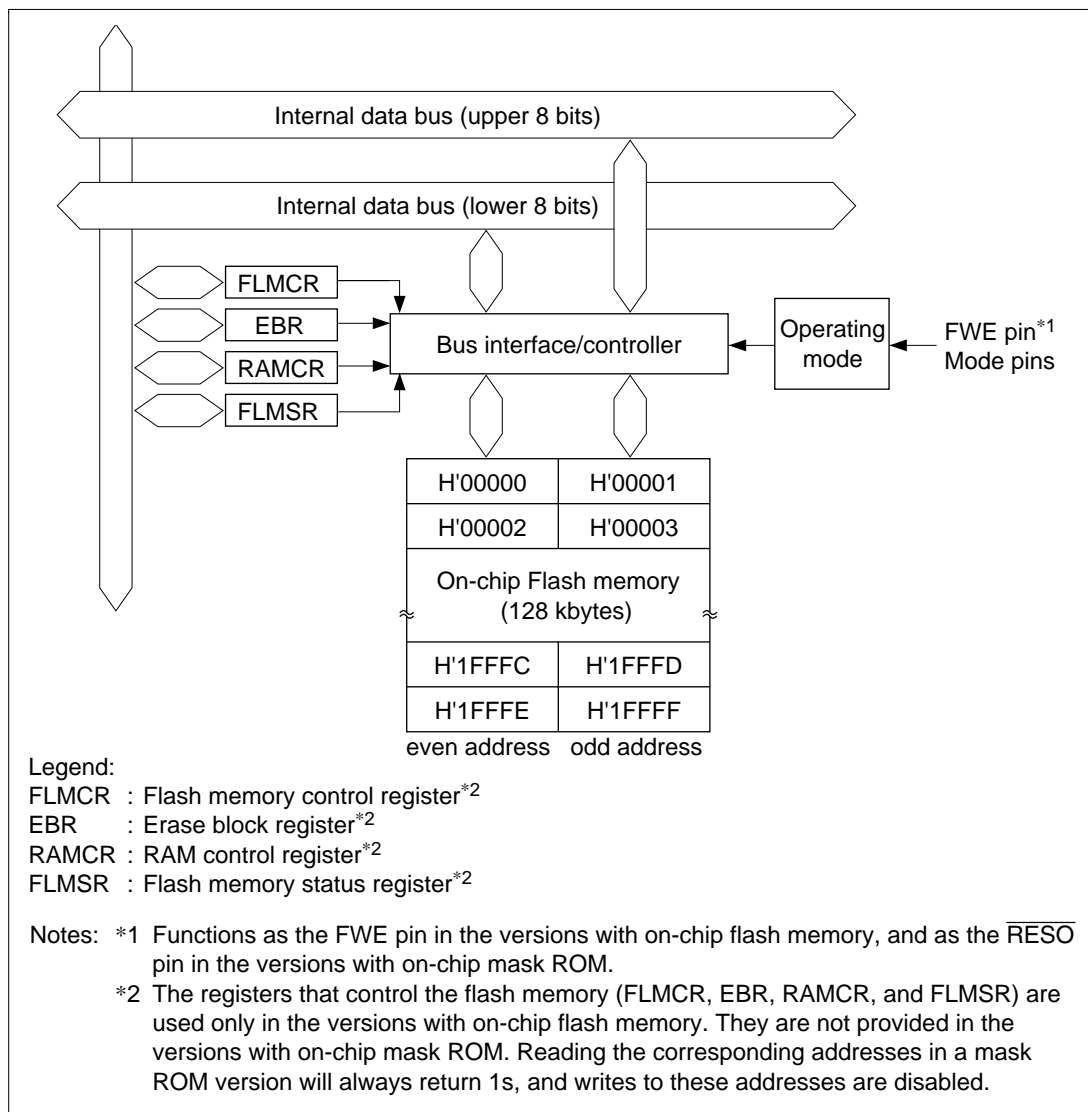 Internal data bus (upper 8 bits)
Internal data bus (lower 8 bits)
FLMCR
EBR
RAMCR
FLMSR
Bus interface/controller
Operating
mode
FWE pin*1
Mode pins
H'00000 H'00001
H'00002 H'00003
On-chip Flash memory
(128 kbytes)
H'1FFFC H'1FFFD
H'1FFFE H'1FFFF
even address odd address
Legend:
FLMCR : Flash memory control register*2
EBR : Erase block register*2
RAMCR : RAM control register*2
FLMSR : Flash memory status register*2
Notes: *1 Functions as the FWE pin in the versions with on-chip flash memory, and as the RESO
pin in the versions with on-chip mask ROM.
*2 The registers that control the flash memory (FLMCR, EBR, RAMCR, and FLMSR) are
used only in the versions with on-chip flash memory. They are not provided in the
versions with on-chip mask ROM. Reading the corresponding addresses in a mask
ROM version will always return 1s, and writes to these addresses are disabled.